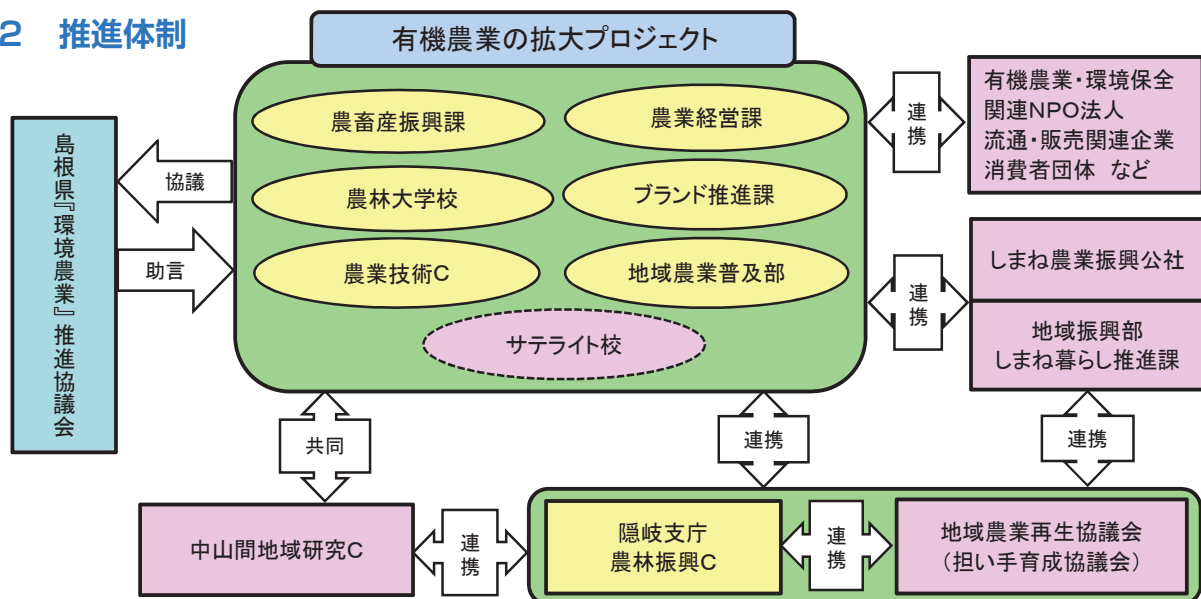 2 推進体制
有機農業の拡大プロジェクト
農畜産振興課
農業経営課
農林大学校
ブランド推進課
農業技術C
地域農業普及部
サテライト校
島根県『環境農業』推進協議会
協議
助言
連携
有機農業・環境保全
関連NPO法人
流通・販売関連企業
消費者団体 など
連携
しまね農業振興公社
地域振興部
しまね暮らし推進課
共同
連携
連携
中山間地域研究C
連携
隠岐支庁
農林振興C
連携
地域農業再生協議会
（担い手育成協議会）